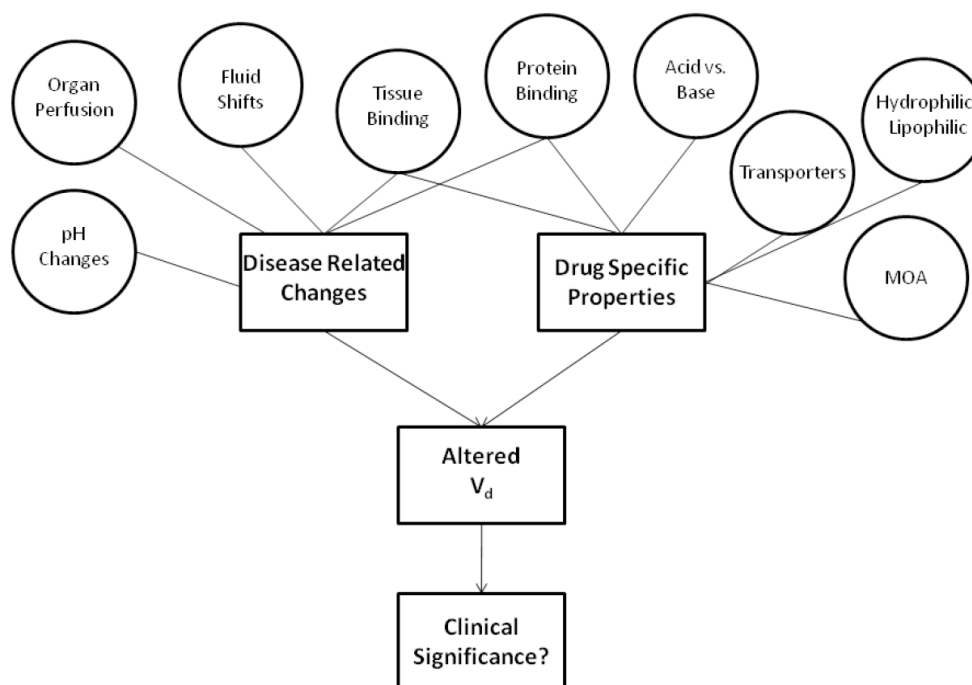 Organ
Perfusion
Fluid
Shifts
Tissue
Binding
Protein
Binding
Acid vs.
Base
Hydrophilic
Lipophilic
Transporters
pH
Changes
MOA
Disease Related
Changes
Drug Specific
Properties
Altered
Vd
Clinical
Significance?